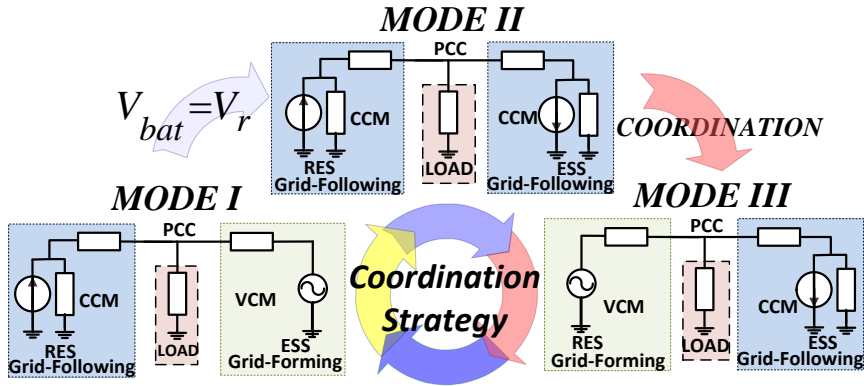 MODE II
PCC
V_bat=V_r
CCM
CCM
COORDINATION
RES
LOAD
ESS
Grid-Following
Grid-Following
MODE I
MODE III
PCC
PCC
CCM
VCM
Coordination
Strategy
VCM
CCM
RES
LOAD
ESS
RES
LOAD
ESS
Grid-Following
Grid-Forming
Grid-Forming
Grid-Following